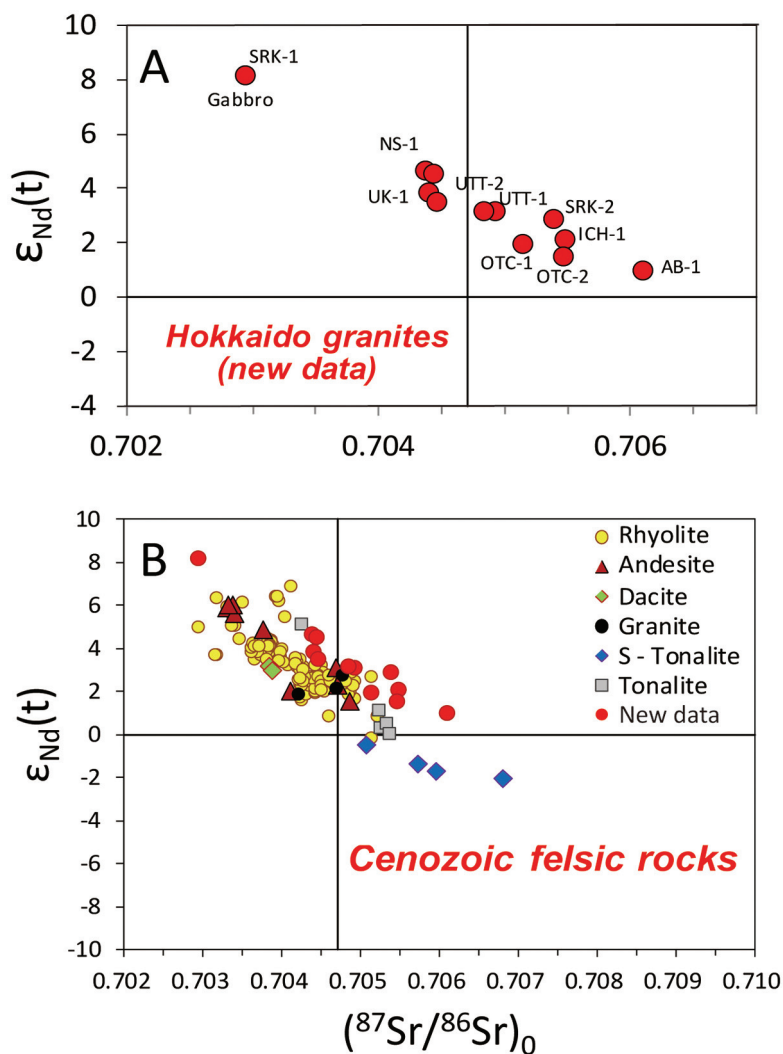 A
10
8
6
4
2
0
-2
-4
εNd(t)
SRK-1
Gabbro
NS-1
UK-1
UTT-2
UTT-1
SRK-2
ICH-1
OTC-1
OTC-2
AB-1
Hokkaido granites
(new data)
0.702 0.704 0.706
B
10
8
6
4
2
0
-2
-4
-6
-8
-10
εNd(t)
Rhyolite
Andesite
Dacite
Granite
S - Tonalite
Tonalite
New data
Cenozoic felsic rocks
0.702 0.703 0.704 0.705 0.706 0.707 0.708 0.709 0.710
(⁸⁷Sr/⁸⁶Sr)₀